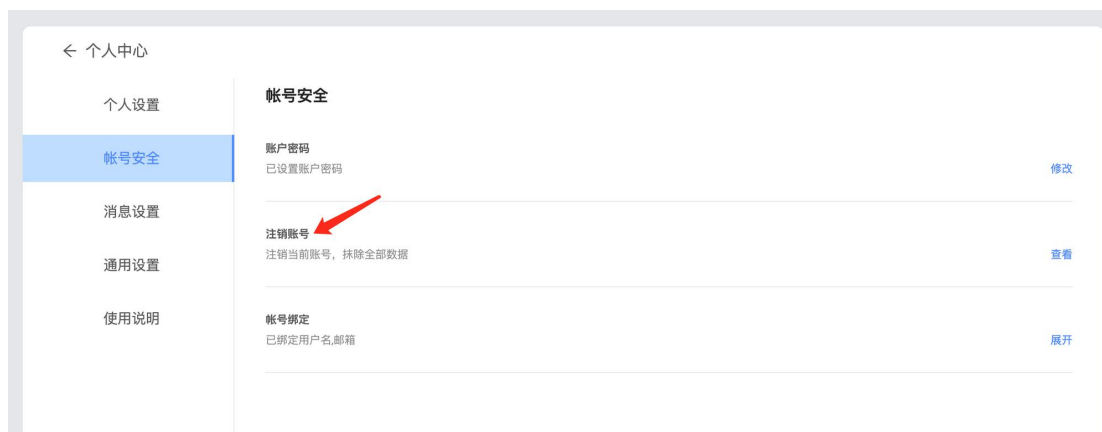 ← 个人中心
个人设置
帐号安全
消息设置
通用设置
使用说明
帐号安全
账户密码
已设置账户密码
修改
注销账号
注销当前账号，抹除全部数据
查看
帐号绑定
已绑定用户名,邮箱
展开